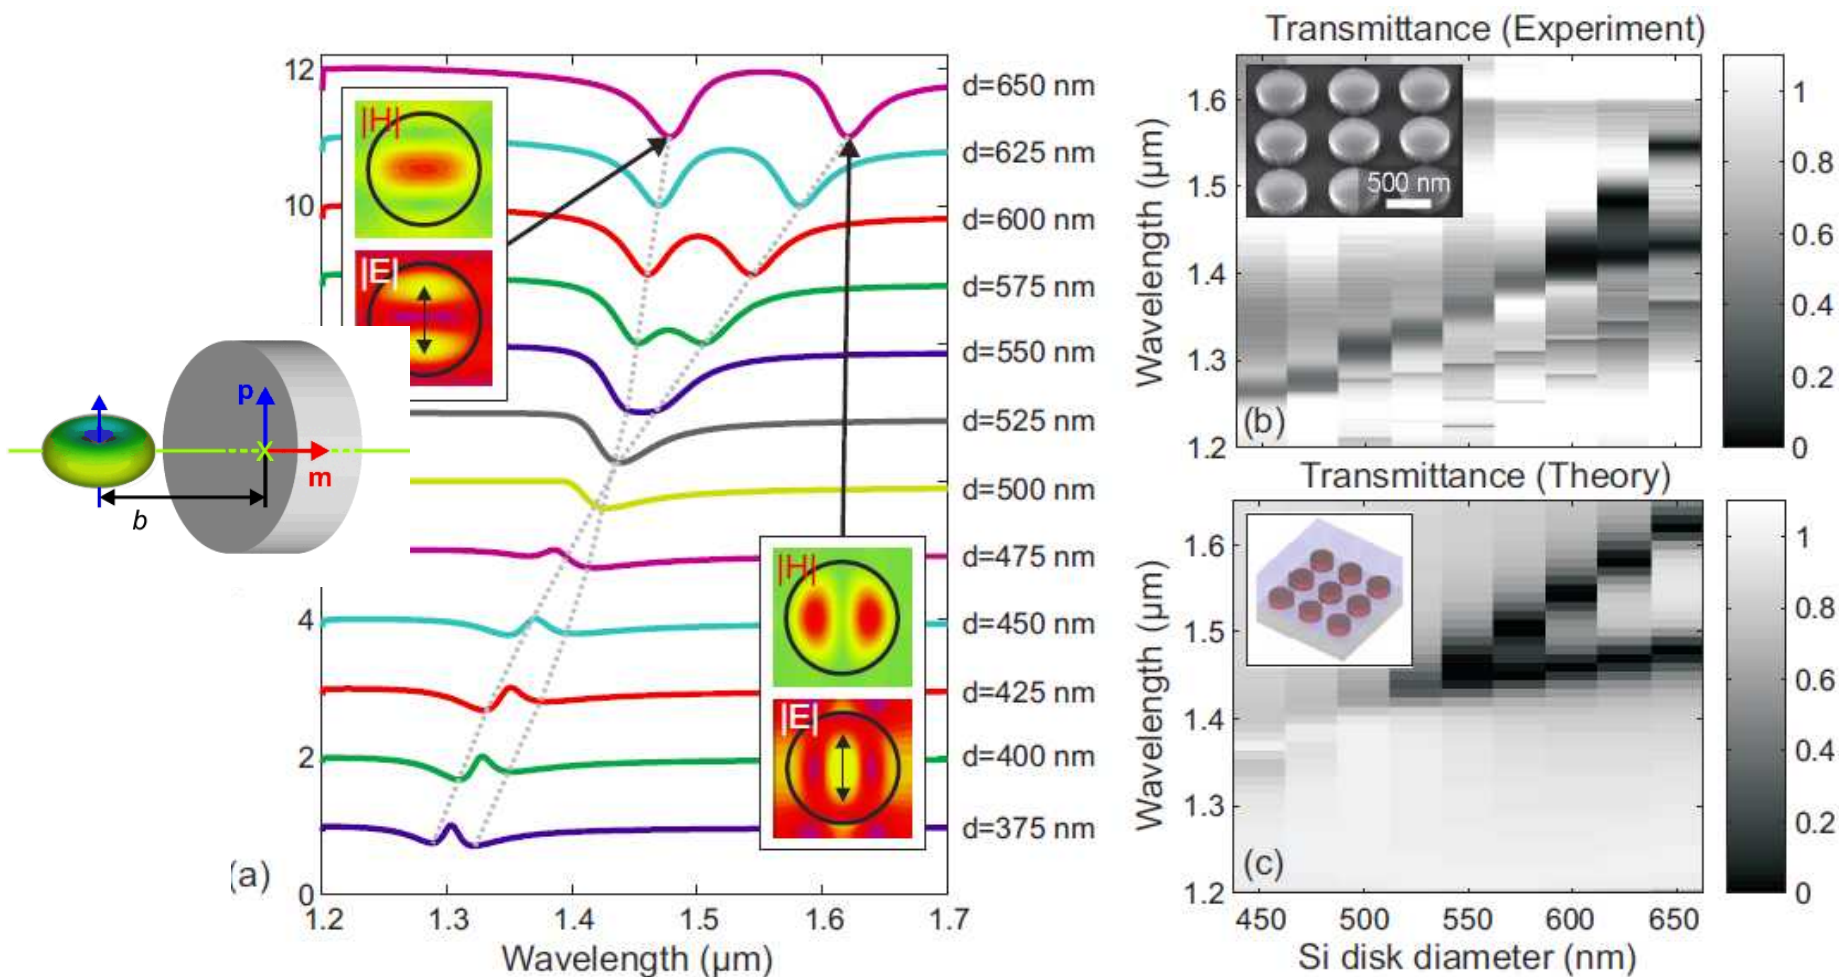 12
10
4
2
0
|H|
|E|
d=650 nm
d=625 nm
d=600 nm
d=575 nm
d=550 nm
d=525 nm
d=500 nm
d=475 nm
d=450 nm
d=425 nm
d=400 nm
d=375 nm
|H|
|E|
p
m
b
(a)
1.2 1.3 1.4 1.5 1.6 1.7
Wavelength (µm)
Transmittance (Experiment)
Wavelength (µm)
1.6
1.5
1.4
1.3
1.2
500 nm
(b)
1
0.8
0.6
0.4
0.2
0
Transmittance (Theory)
Wavelength (µm)
1.6
1.5
1.4
1.3
1.2
(c)
1
0.8
0.6
0.4
0.2
0
450 500 550 600 650
Si disk diameter (nm)